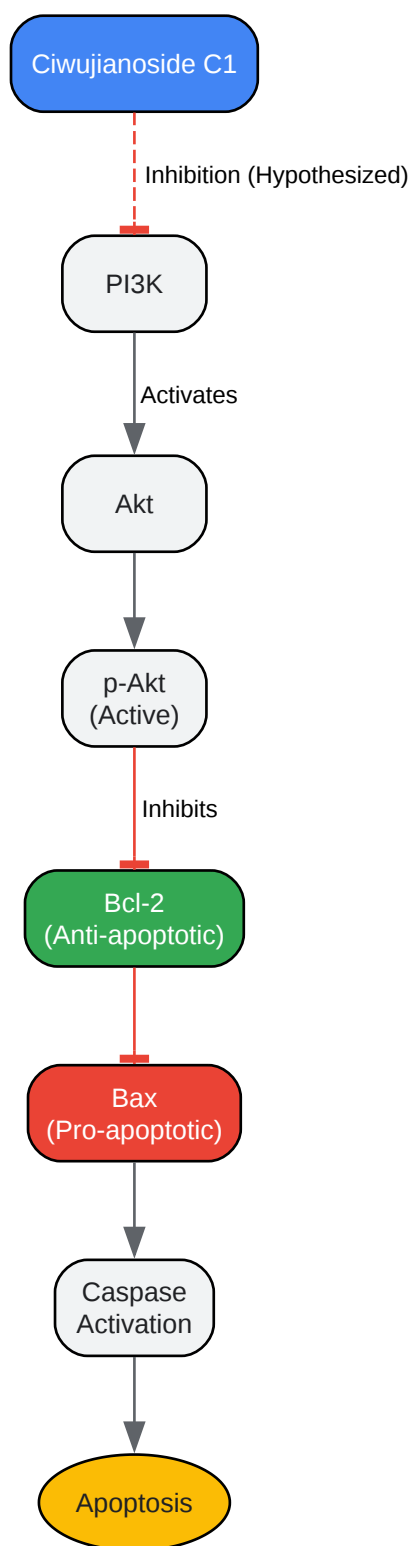 Ciwujianoside C1
Inhibition (Hypothesized)
PI3K
Activates
Akt
p-Akt
(Active)
Inhibits
Bcl-2
(Anti-apoptotic)
Bax
(Pro-apoptotic)
Caspase
Activation
Apoptosis